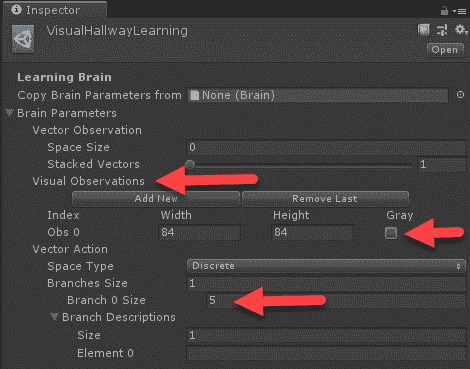 Inspector
VisualHallwayLearning
Open
Learning Brain
Copy Brain Parameters from None (Brain)
Brain Parameters
Vector Observation
Space Size 0
Stacked Vectors 1
Visual Observations
Add New Remove Last
Index Width Height Gray
Obs 0 84 84
Vector Action
Space Type Discrete
Branches Size 1
Branch 0 Size 5
Branch Descriptions
Size 1
Element 0